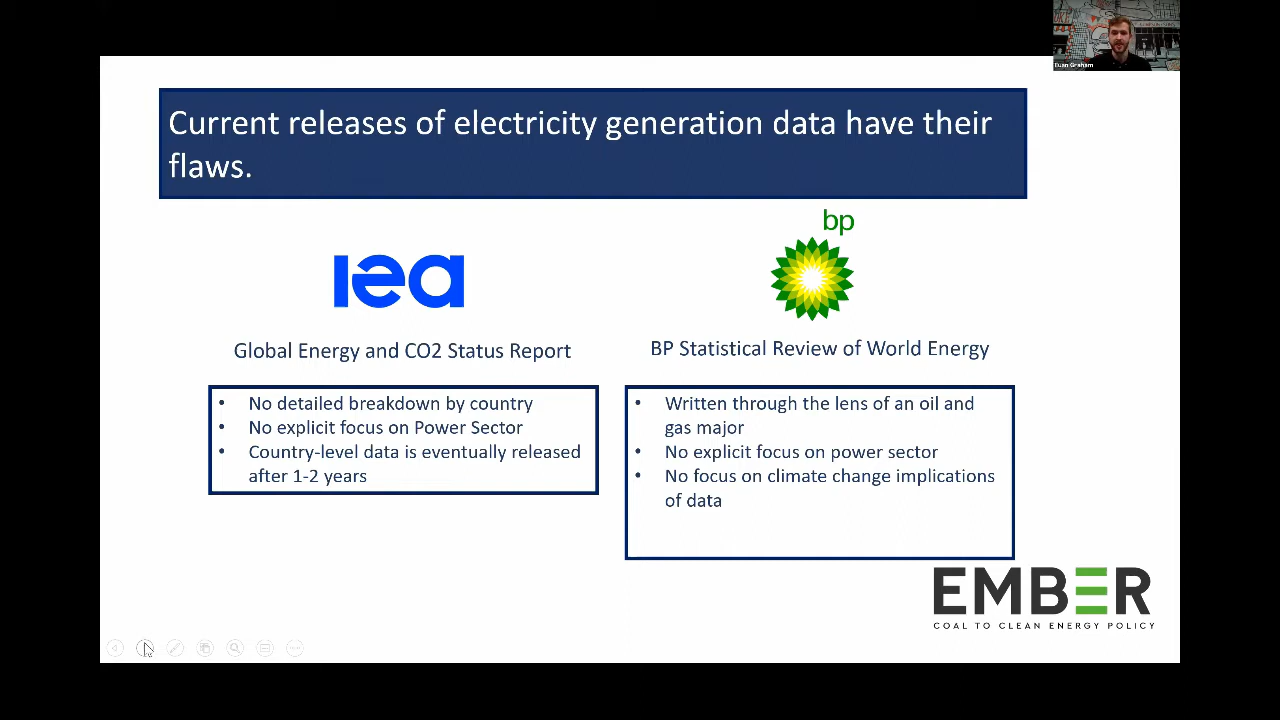 Euan Graham
Current releases of electricity generation data have their
flaws.
iea
bp
Global Energy and CO2 Status Report
BP Statistical Review of World Energy
• No detailed breakdown by country
• No explicit focus on Power Sector
• Country-level data is eventually released
after 1-2 years
• Written through the lens of an oil and
gas major
• No explicit focus on power sector
• No focus on climate change implications
of data
EMBER
COAL TO CLEAN ENERGY POLICY